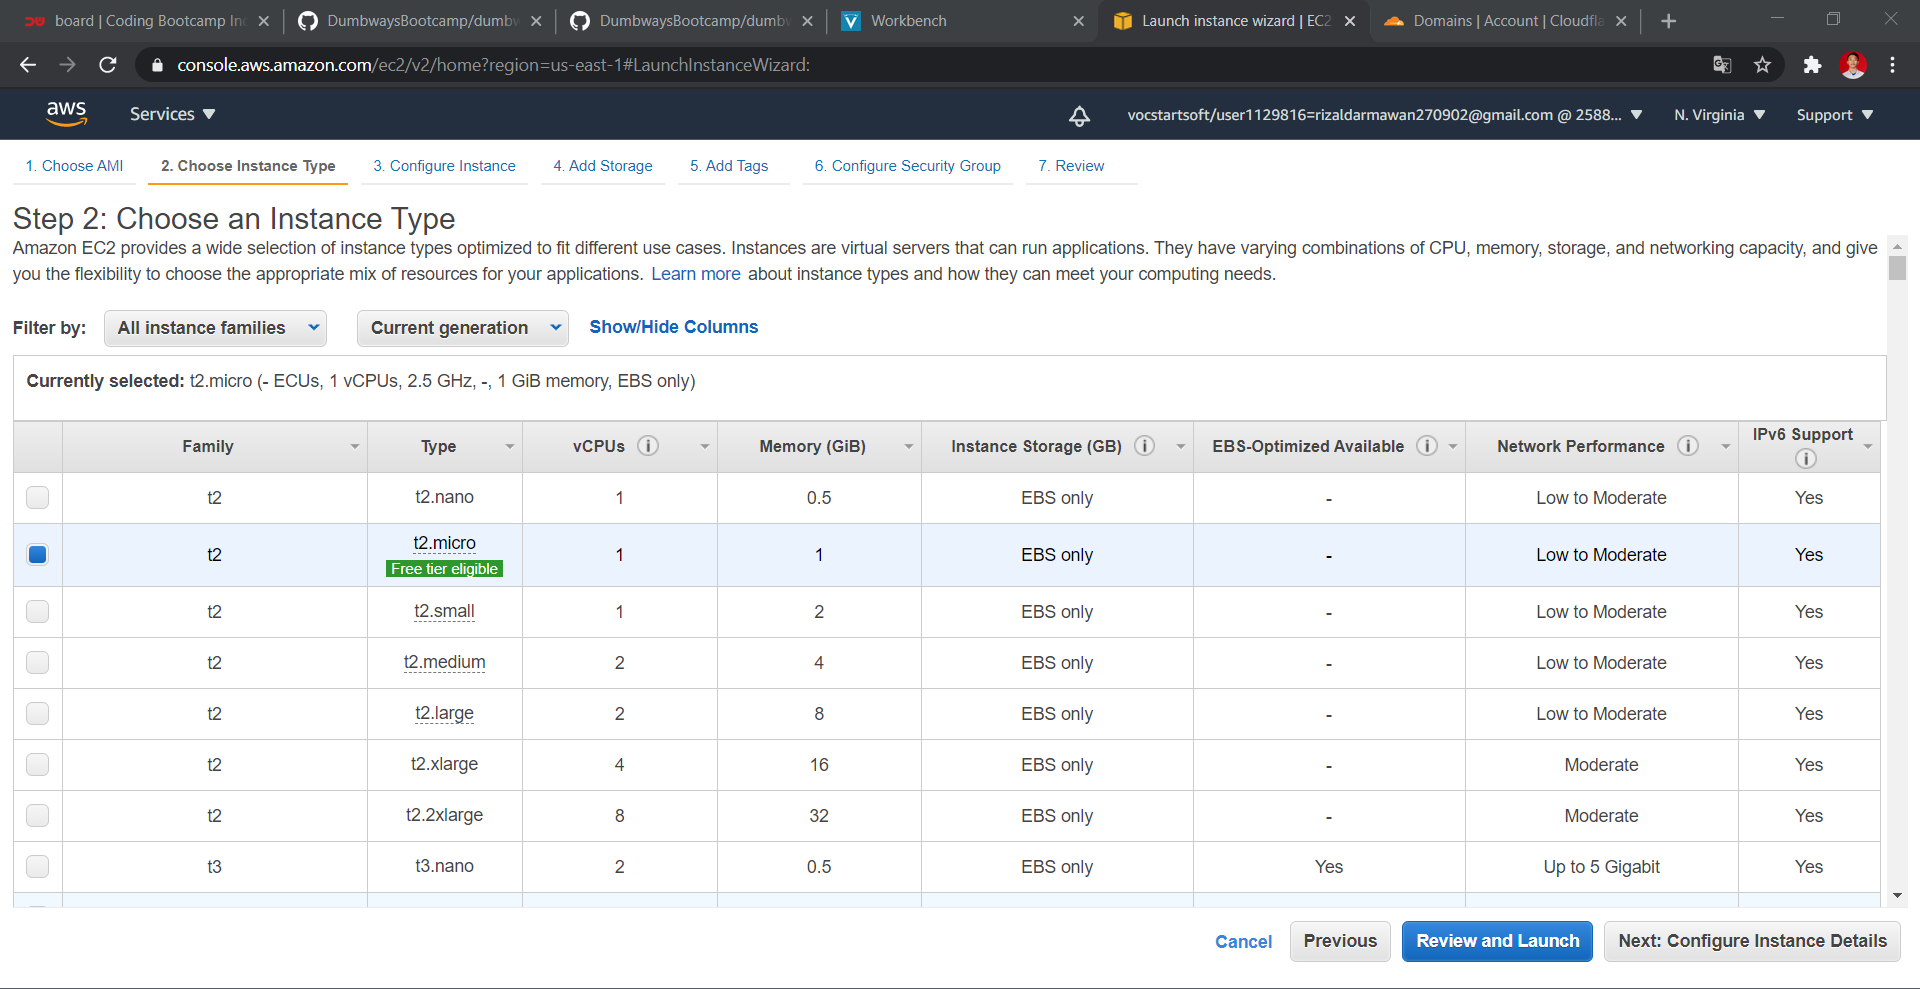 board | Coding Bootcamp In
DumbwaysBootcamp/dumbw
DumbwaysBootcamp/dumbw
Workbench
Launch instance wizard | EC2
Domains | Account | Cloudfla
console.aws.amazon.com/ec2/v2/home?region=us-east-1#LaunchInstanceWizard:
aws
Services
vocstartsoft/user1129816=rizaldarmawan270902@gmail.com @ 2588...
N. Virginia
Support
1. Choose AMI
2. Choose Instance Type
3. Configure Instance
4. Add Storage
5. Add Tags
6. Configure Security Group
7. Review
Step 2: Choose an Instance Type
Amazon EC2 provides a wide selection of instance types optimized to fit different use cases. Instances are virtual servers that can run applications. They have varying combinations of CPU, memory, storage, and networking capacity, and give
you the flexibility to choose the appropriate mix of resources for your applications. Learn more about instance types and how they can meet your computing needs.
Filter by: All instance families Current generation Show/Hide Columns
Currently selected: t2.micro (- ECUs, 1 vCPUs, 2.5 GHz, -, 1 GiB memory, EBS only)
Family Type vCPUs Memory (GiB) Instance Storage (GB) EBS-Optimized Available Network Performance IPv6 Support
t2 t2.nano 1 0.5 EBS only - Low to Moderate Yes
t2 t2.micro 1 1 EBS only - Low to Moderate Yes
Free tier eligible
t2 t2.small 1 2 EBS only - Low to Moderate Yes
t2 t2.medium 2 4 EBS only - Low to Moderate Yes
t2 t2.large 2 8 EBS only - Low to Moderate Yes
t2 t2.xlarge 4 16 EBS only - Moderate Yes
t2 t2.2xlarge 8 32 EBS only - Moderate Yes
t3 t3.nano 2 0.5 EBS only Yes Up to 5 Gigabit Yes
Cancel Previous Review and Launch Next: Configure Instance Details